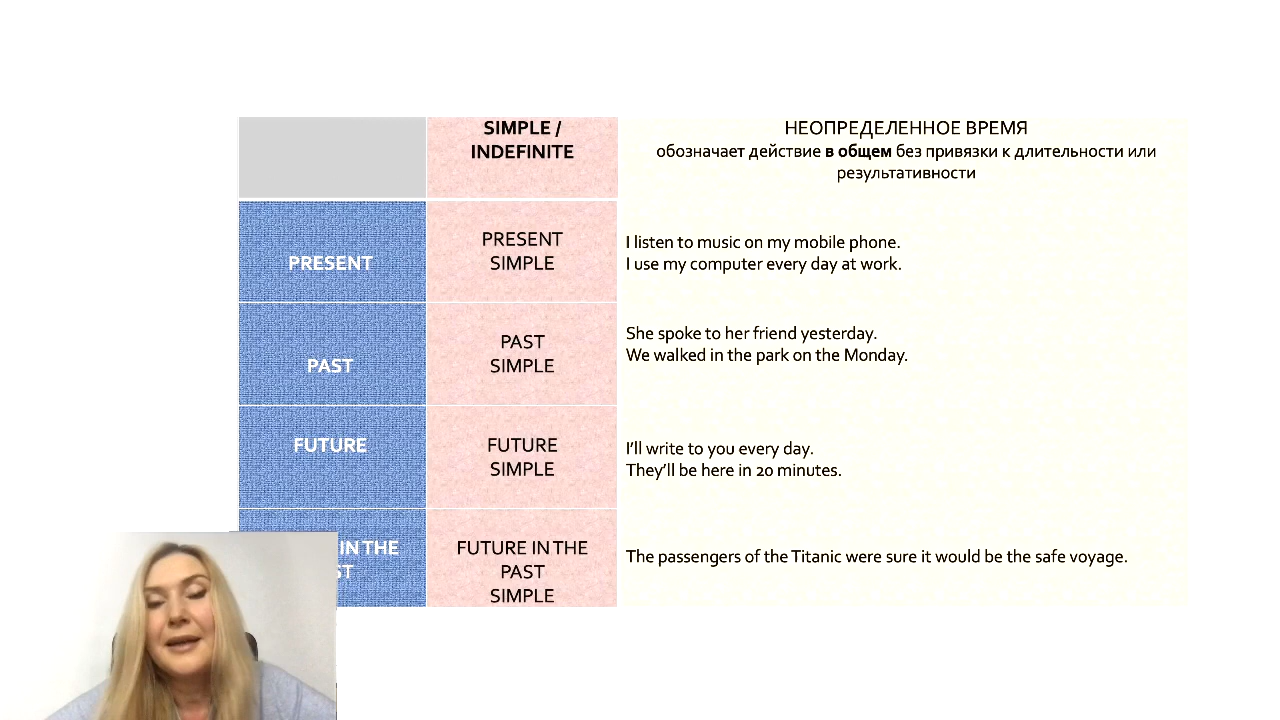 SIMPLE /
INDEFINITE
НЕОПРЕДЕЛЕННОЕ ВРЕМЯ
обозначает действие в общем без привязки к длительности или
результативности
PRESENT
PRESENT
SIMPLE
I listen to music on my mobile phone.
I use my computer every day at work.
PAST
PAST
SIMPLE
She spoke to her friend yesterday.
We walked in the park on the Monday.
FUTURE
FUTURE
SIMPLE
I'll write to you every day.
They'll be here in 20 minutes.
IN THE
FUTURE IN THE
PAST
SIMPLE
The passengers of the Titanic were sure it would be the safe voyage.